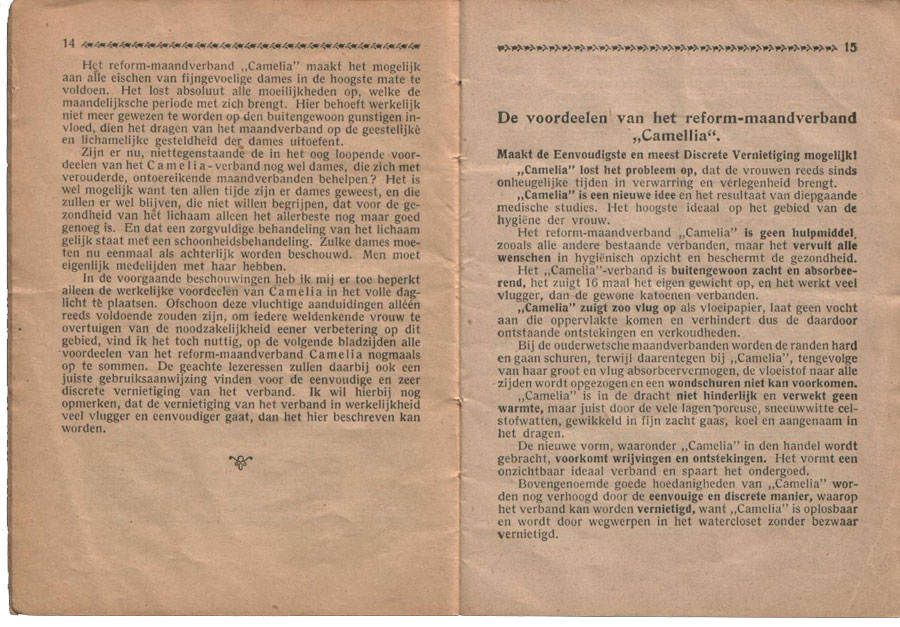 14
Het reform-maandverband „Camelia" maakt het mogelijk
aan alle eischen van fijngevoelige dames in de hoogste mate te
voldoen. Het lost absoluut alle moeilijheden op, welke de
maandelijksche periode met zich brengt. Hier behoeft werkelijk
niet meer gewezen te worden op den buitengewoon gunstigen in-
vloed, dien het dragen van het maandverband op de geestelijke
en lichamelijke gesteldheid der dames uitoefent.
Zijn er nu, niettegenstaande de in het oog loopende voor-
deelen van het Camelia-verband nog wel dames, die zich met
verouderde, ontoereikende maandverbanden behelpen? Het is
wel mogelijk want ten allen tijde zijn er dames geweest, en die
zullen er wel blijven, die niet willen begrijpen, dat voor de ge-
zondheid van hët lichaam alleen het allerbeste nog maar goed
genoeg is. En dat een zorgvuldige behandeling van het lichaam
gelijk staat met een schoonheidsbehandeling. Zulke dames moe-
ten nu eenmaal als achterlijk worden beschouwd. Men moet
eigenlijk medelijden met haar hebben.
In de voorgaande beschouwingen heb ik mij er toe beperkt
alleen de werkelijke voordeelen van Camelia in het volle dag-
licht te plaatsen. Ofschoon deze vluchtige aanduidingen alléén
reeds voldoende zouden zijn, om iedere weldenkende vrouw te
overtuigen van de noodzakelijkheid eener verbetering op dit
gebied, vind ik het toch nuttig, op de volgende bladzijden alle
voordeelen van het reform-maandverband Camelia nogmaals
op te sommen. De geachte lezeressen zullen daarbij ook een
juiste gebruiksaanwijzing vinden voor de eenvoudige en zeer
discrete vernietiging van het verband. Ik wil hierbij nog
opmerken, dat de vernietiging van het verband in werkelijkheid
veel vlugger en eenvoudiger gaat, dan het hier beschreven kan
worden.
15
De voordeelen van het reform-maandverband
„Camellia".
Maakt de Eenvoudigste en meest Discrete Vernietiging mogelijk!
„Camelia" lost het probleem op, dat de vrouwen reeds sinds
onheugelijke tijden in verwarring en verlegenheid brengt.
„Camelia" is een nieuwe idee en het resultaat van diepgaande
medische studies. Het hoogste ideaal op het gebied van de
hygiëne der vrouw.
Het reform-maandverband „Camelia" is geen hulpmiddel,
zooals alle andere bestaande verbanden, maar het vervult alle
wenschen in hygiënisch opzicht en beschermt de gezondheid.
Het „Camelia"-verband is buitengewoon zacht en absorbee-
rend, het zuigt 16 maal het eigen gewicht op, en het werkt veel
vlugger, dan de gewone katoenen verbanden.
„Camelia" zuigt zoo vlug op als vloeipapier, laat geen vocht
aan die oppervlakte komen en verhindert dus de daardoor
ontstaande ontstekingen en verkoudheden.
Bij de ouderwetsche maandverbanden worden de randen hard
en gaan schuren, terwijl daarentegen bij „Camelia", tengevolge
van haar groot en vlug absorbeervermogen, de vloeistof naar alle
zijden wordt opgezogen en een wondschuren niet kan voorkomen.
„Camelia" is in de dracht niet hinderlijk en verwekt geen
warmte, maar juist door de vele lagen poreuse, sneeuwwitte cel-
stofwatten, gewikkeld in fijn zacht gaas, koel en aangenaam in
het dragen.
De nieuwe vorm, waaronder „Camelia" in den handel wordt
gebracht, voorkomt wrijvingen en ontstekingen. Het vormt een
onzichtbaar ideaal verband en spaart het ondergoed.
Bovengenoemde goede hoedanigheden van „Camelia" wor-
den nog verhoogd door de eenvouige en discrete manier, waarop
het verband kan worden vernietigd, want „Camelia" is oplosbaar
en wordt door wegwerpen in het watercloset zonder bezwaar
vernietigd.